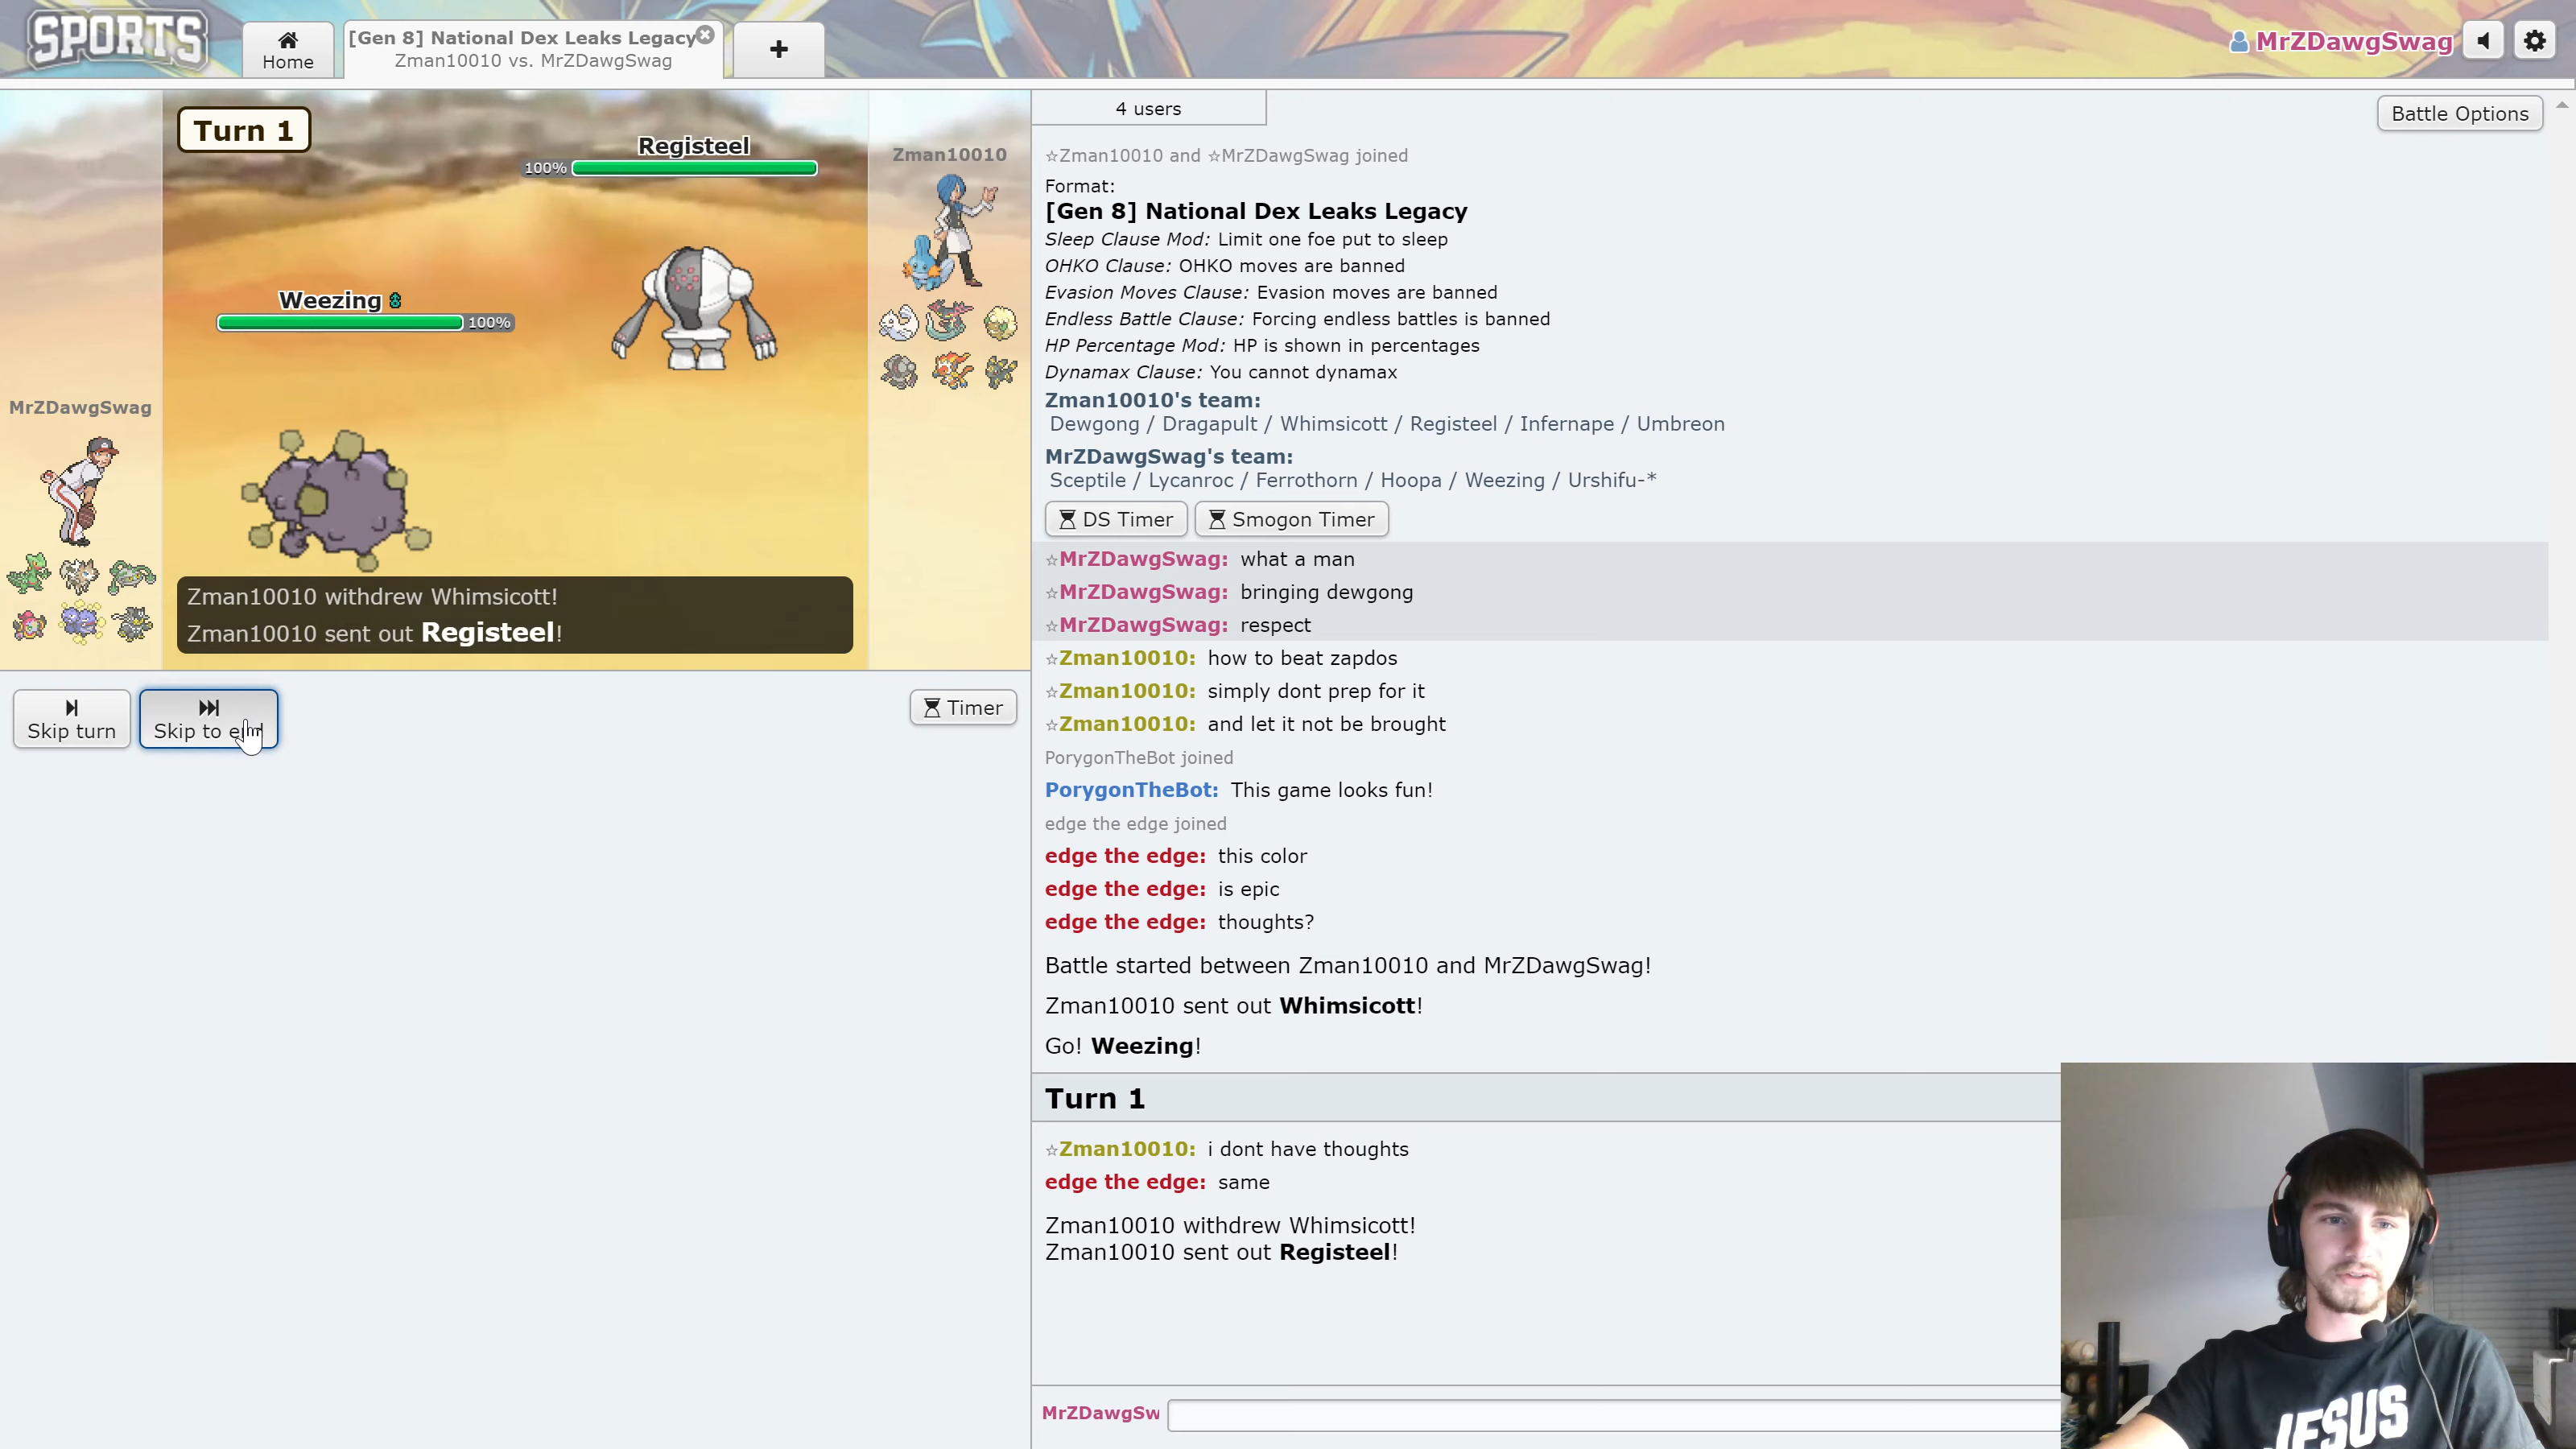 SPORTS
Home
[Gen 8] National Dex Leaks Legacy
Zman10010 vs. MrZDawgSwag
+
MrZDawgSwag
Turn 1
Registeel
100%
Zman10010
Weezing
100%
MrZDawgSwag
Zman10010 withdrew Whimsicott!
Zman10010 sent out Registeel!
Skip turn
Skip to end
Timer
4 users
Battle Options
☆Zman10010 and ☆MrZDawgSwag joined
Format:
[Gen 8] National Dex Leaks Legacy
Sleep Clause Mod: Limit one foe put to sleep
OHKO Clause: OHKO moves are banned
Evasion Moves Clause: Evasion moves are banned
Endless Battle Clause: Forcing endless battles is banned
HP Percentage Mod: HP is shown in percentages
Dynamax Clause: You cannot dynamax
Zman10010's team:
Dewgong / Dragapult / Whimsicott / Registeel / Infernape / Umbreon
MrZDawgSwag's team:
Sceptile / Lycanroc / Ferrothorn / Hoopa / Weezing / Urshifu-*
DS Timer
Smogon Timer
☆MrZDawgSwag: what a man
☆MrZDawgSwag: bringing dewgong
☆MrZDawgSwag: respect
☆Zman10010: how to beat zapdos
☆Zman10010: simply dont prep for it
☆Zman10010: and let it not be brought
PorygonTheBot joined
PorygonTheBot: This game looks fun!
edge the edge joined
edge the edge: this color
edge the edge: is epic
edge the edge: thoughts?
Battle started between Zman10010 and MrZDawgSwag!
Zman10010 sent out Whimsicott!
Go! Weezing!
Turn 1
☆Zman10010: i dont have thoughts
edge the edge: same
Zman10010 withdrew Whimsicott!
Zman10010 sent out Registeel!
MrZDawgSw
JESUS